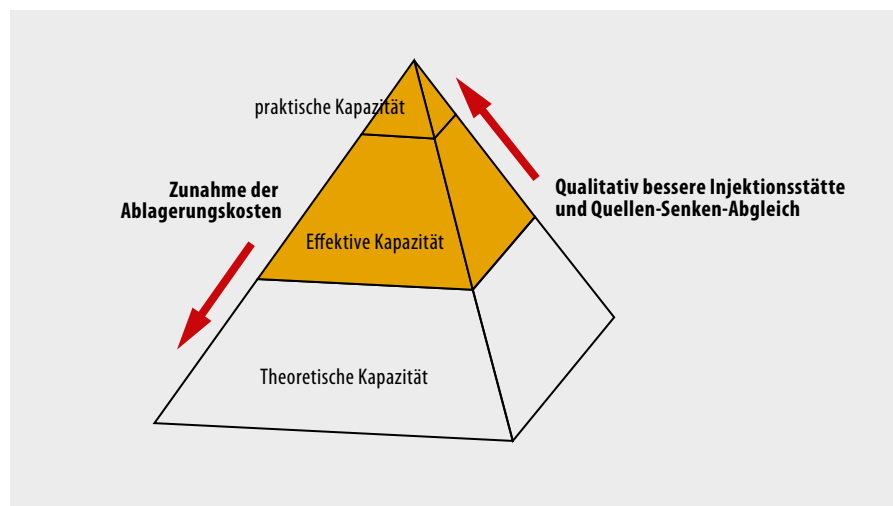 praktische Kapazität
Zunahme der
Ablagerungskosten
Qualitativ bessere Injektionsstätte
und Quellen-Senken-Abgleich
Effektive Kapazität
Theoretische Kapazität